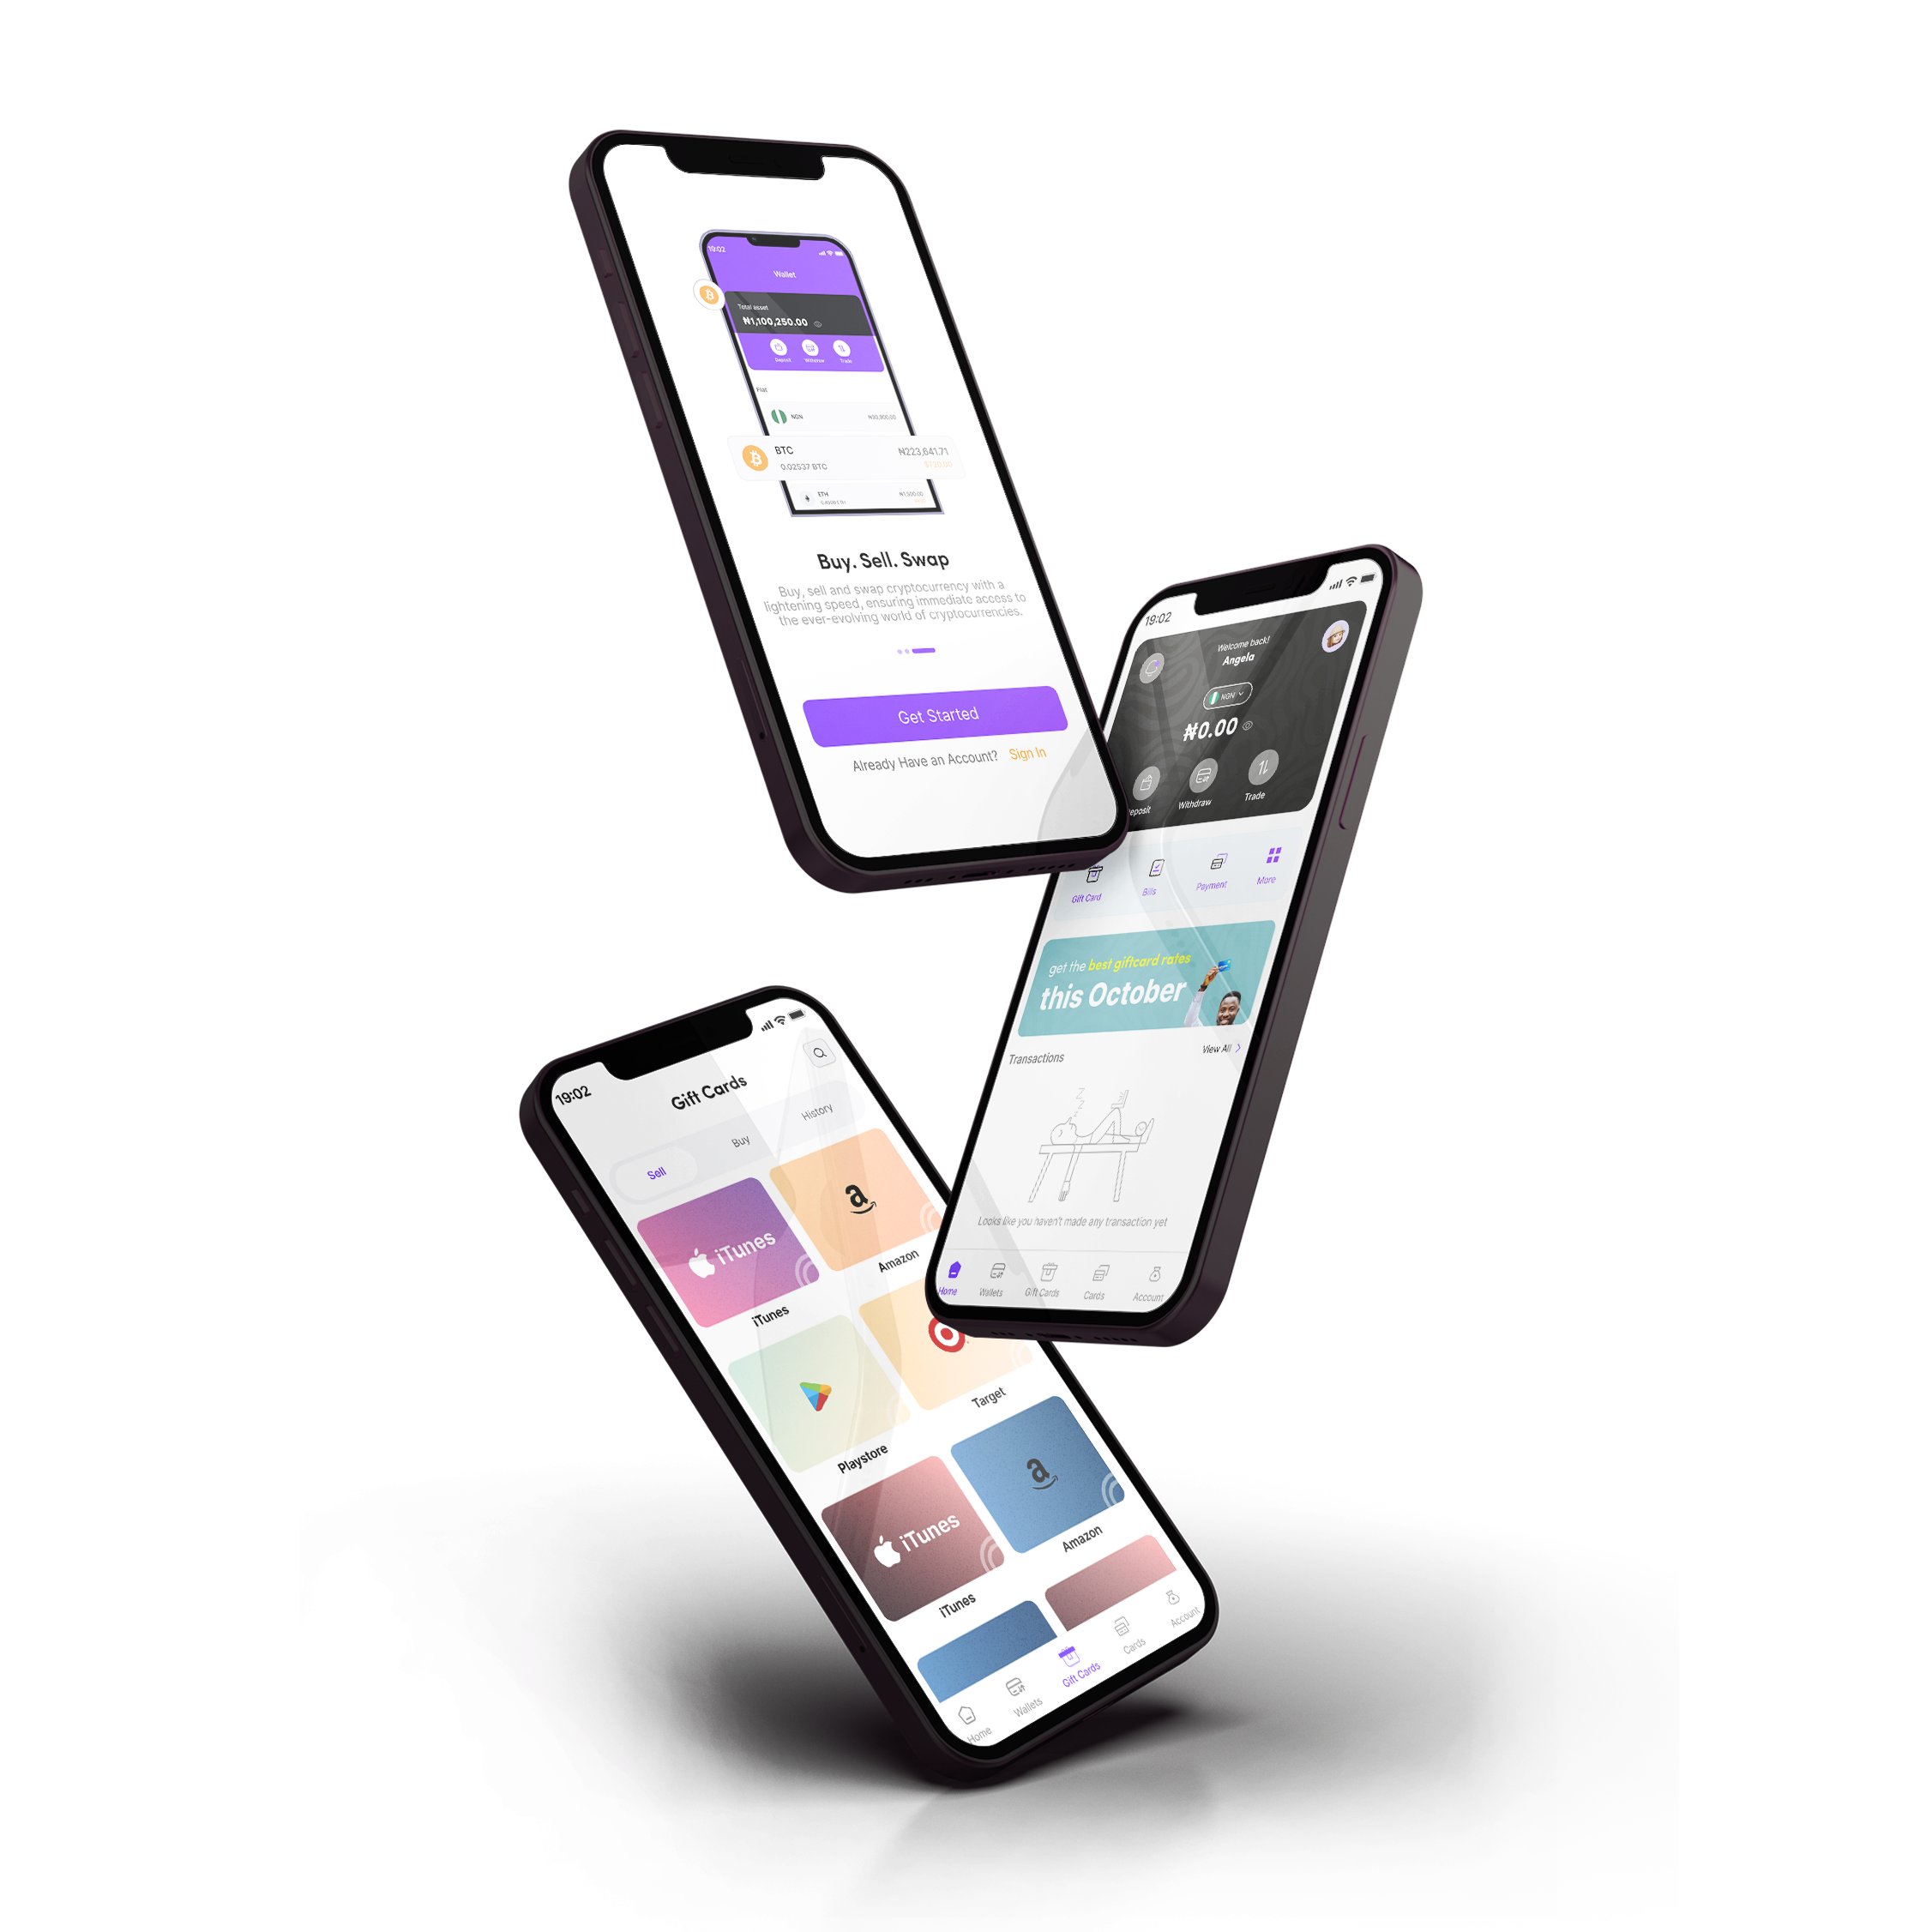 19:02
Wallet
Total asset
₦1,100,250.00
Deposit
Withdraw
Trade
Fiat
NGN
BTC
₦223,641.71
0.02537 BTC
ETH
₦1,500.00
Buy. Sell. Swap
Buy, sell and swap cryptocurrency with a
lightening speed, ensuring immediate access to
the ever-evolving world of cryptocurrencies.
Get Started
Already Have an Account? Sign In
19:02
Welcome back!
Angela
NGN
₦0.00
eposit
Withdraw
Trade
Gift Card
Bills
Payment
More
get the best giftcard rates
this October
Transactions
View All
Z
Z
Z
Looks like you haven't made any transaction yet
Home
Wallets
Gift Cards
Cards
Account
19:02
Gift Cards
Sell
Buy
History
iTunes
a
iTunes
Amazon
Playstore
Target
iTunes
a
iTunes
Amazon
Home
Wallets
Gift Cards
Cards
Account